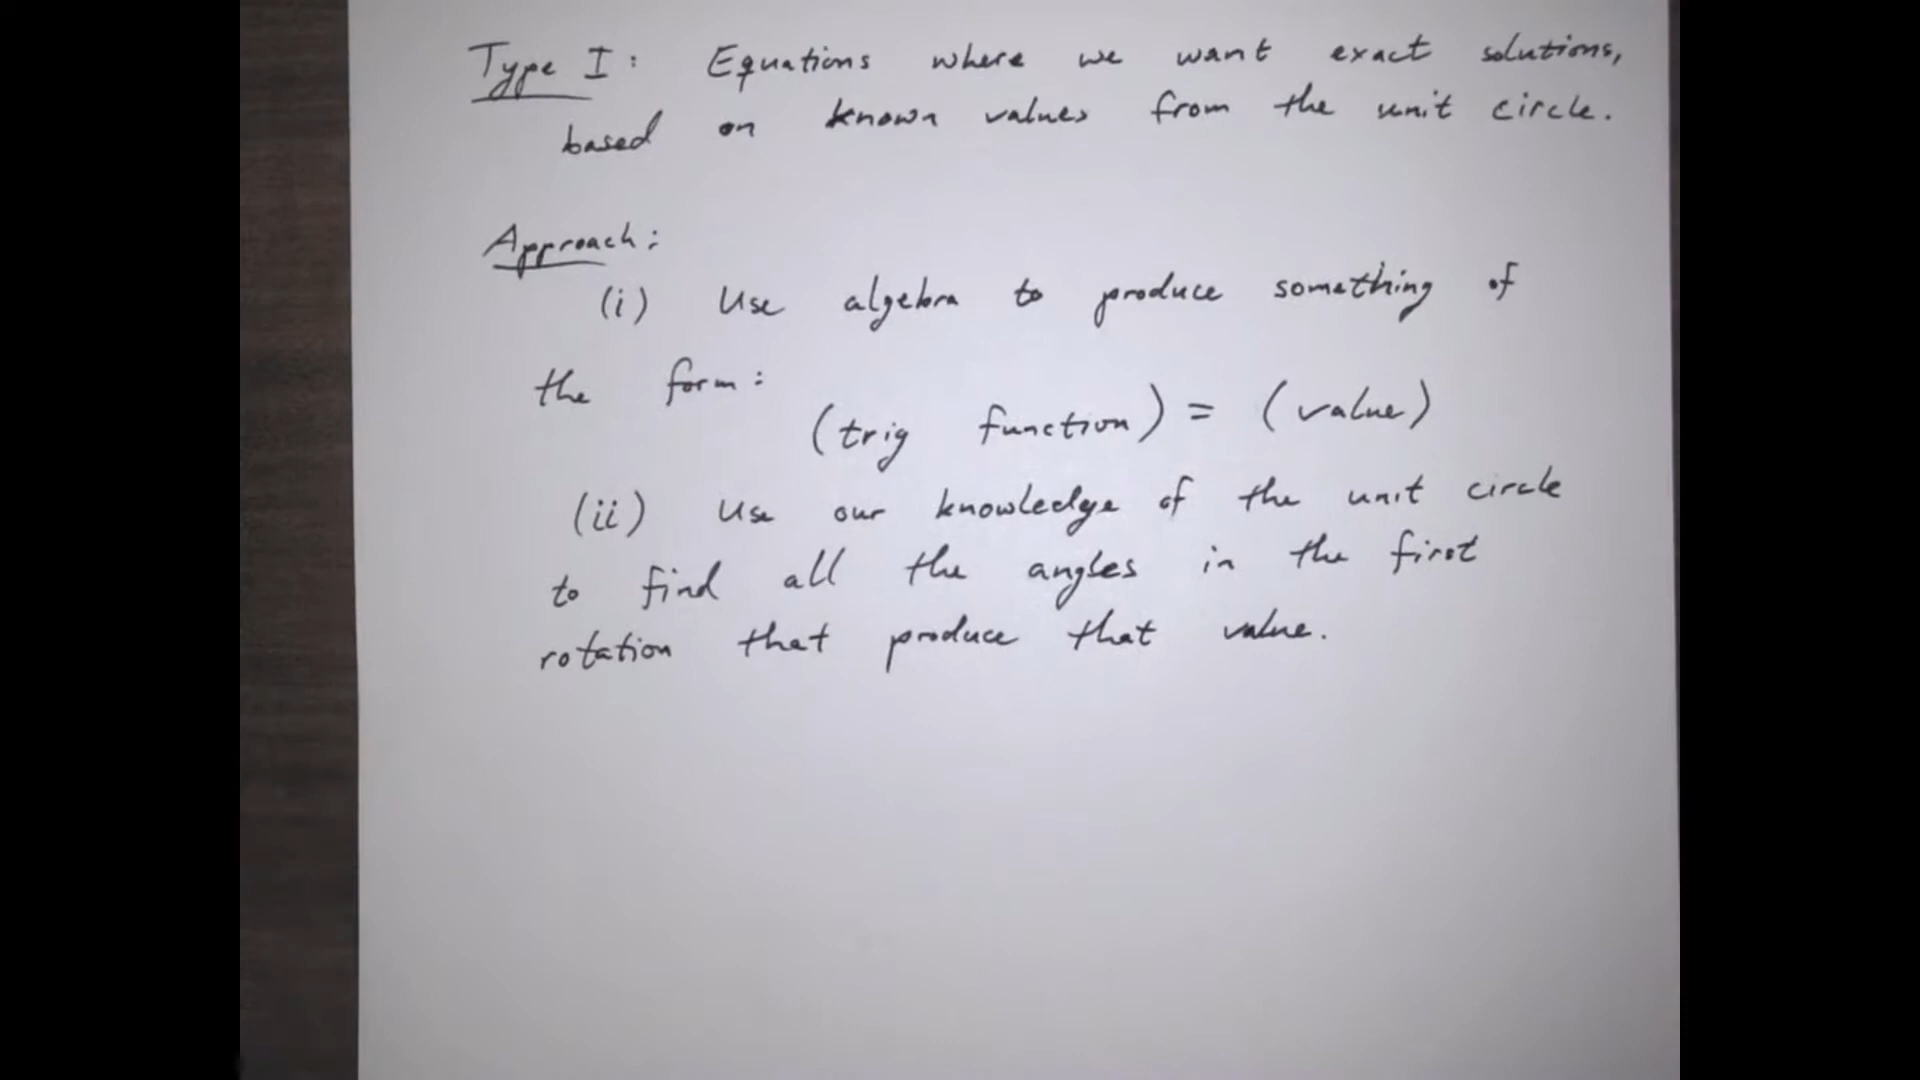 Type I: Equations where we want exact solutions,
based on known values from the unit circle.
Approach:
(i) Use algebra to produce something of
the form:
(trig function) = (value)
(ii) Use our knowledge of the unit circle
to find all the angles in the first
rotation that produce that value.